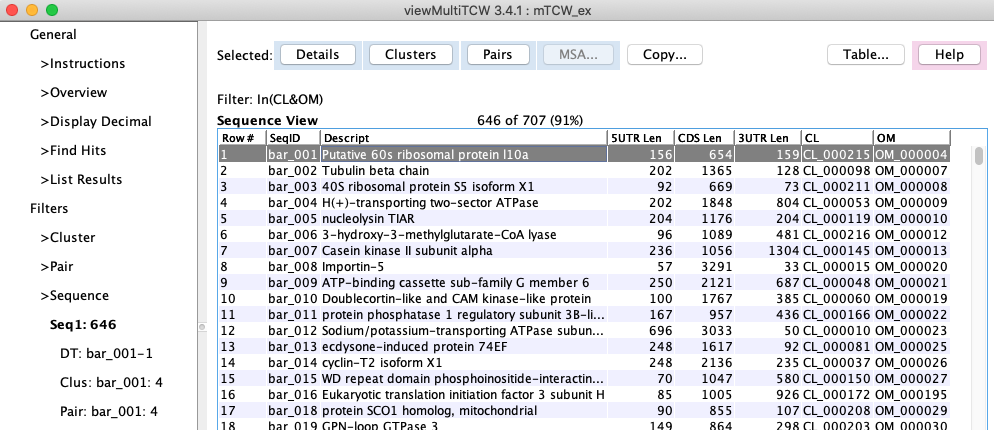 viewMultiTCW 3.4.1 : mTCW_ex
General
>Instructions
>Overview
>Display Decimal
>Find Hits
>List Results
Filters
>Cluster
>Pair
>Sequence
Seq1: 646
DT: bar_001-1
Clus: bar_001: 4
Pair: bar_001: 4
Selected: Details Clusters Pairs MSA... Copy... Table... Help
Filter: In(CL&OM)
Sequence View 646 of 707 (91%)
Row # SeqID Descript 5UTR Len CDS Len 3UTR Len CL OM
1 bar_001 Putative 60s ribosomal protein l10a 156 654 159 CL_000215 OM_000004
2 bar_002 Tubulin beta chain 202 1365 128 CL_000098 OM_000007
3 bar_003 40S ribosomal protein S5 isoform X1 92 669 73 CL_000211 OM_000008
4 bar_004 H(+)-transporting two-sector ATPase 202 1848 804 CL_000053 OM_000009
5 bar_005 nucleolysin TIAR 204 1176 204 CL_000119 OM_000010
6 bar_006 3-hydroxy-3-methylglutarate-CoA lyase 96 1089 481 CL_000216 OM_000012
7 bar_007 Casein kinase II subunit alpha 236 1056 1304 CL_000145 OM_000013
8 bar_008 Importin-5 57 3291 33 CL_000015 OM_000020
9 bar_009 ATP-binding cassette sub-family G member 6 250 2121 687 CL_000048 OM_000021
10 bar_010 Doublecortin-like and CAM kinase-like protein 100 1767 385 CL_000060 OM_000019
11 bar_011 protein phosphatase 1 regulatory subunit 3B-li... 167 957 436 CL_000166 OM_000022
12 bar_012 Sodium/potassium-transporting ATPase subun... 696 3033 50 CL_000010 OM_000023
13 bar_013 ecdysone-induced protein 74EF 248 1617 92 CL_000081 OM_000025
14 bar_014 cyclin-T2 isoform X1 248 2136 235 CL_000037 OM_000026
15 bar_015 WD repeat domain phosphoinositide-interactin... 70 1047 580 CL_000150 OM_000027
16 bar_016 Eukaryotic translation initiation factor 3 subunit H 85 1005 926 CL_000172 OM_000195
17 bar_018 protein SCO1 homolog, mitochondrial 90 855 107 CL_000208 OM_000029
18 bar_019 GPN-loop GTPase 3 149 864 298 CL_000203 OM_000030